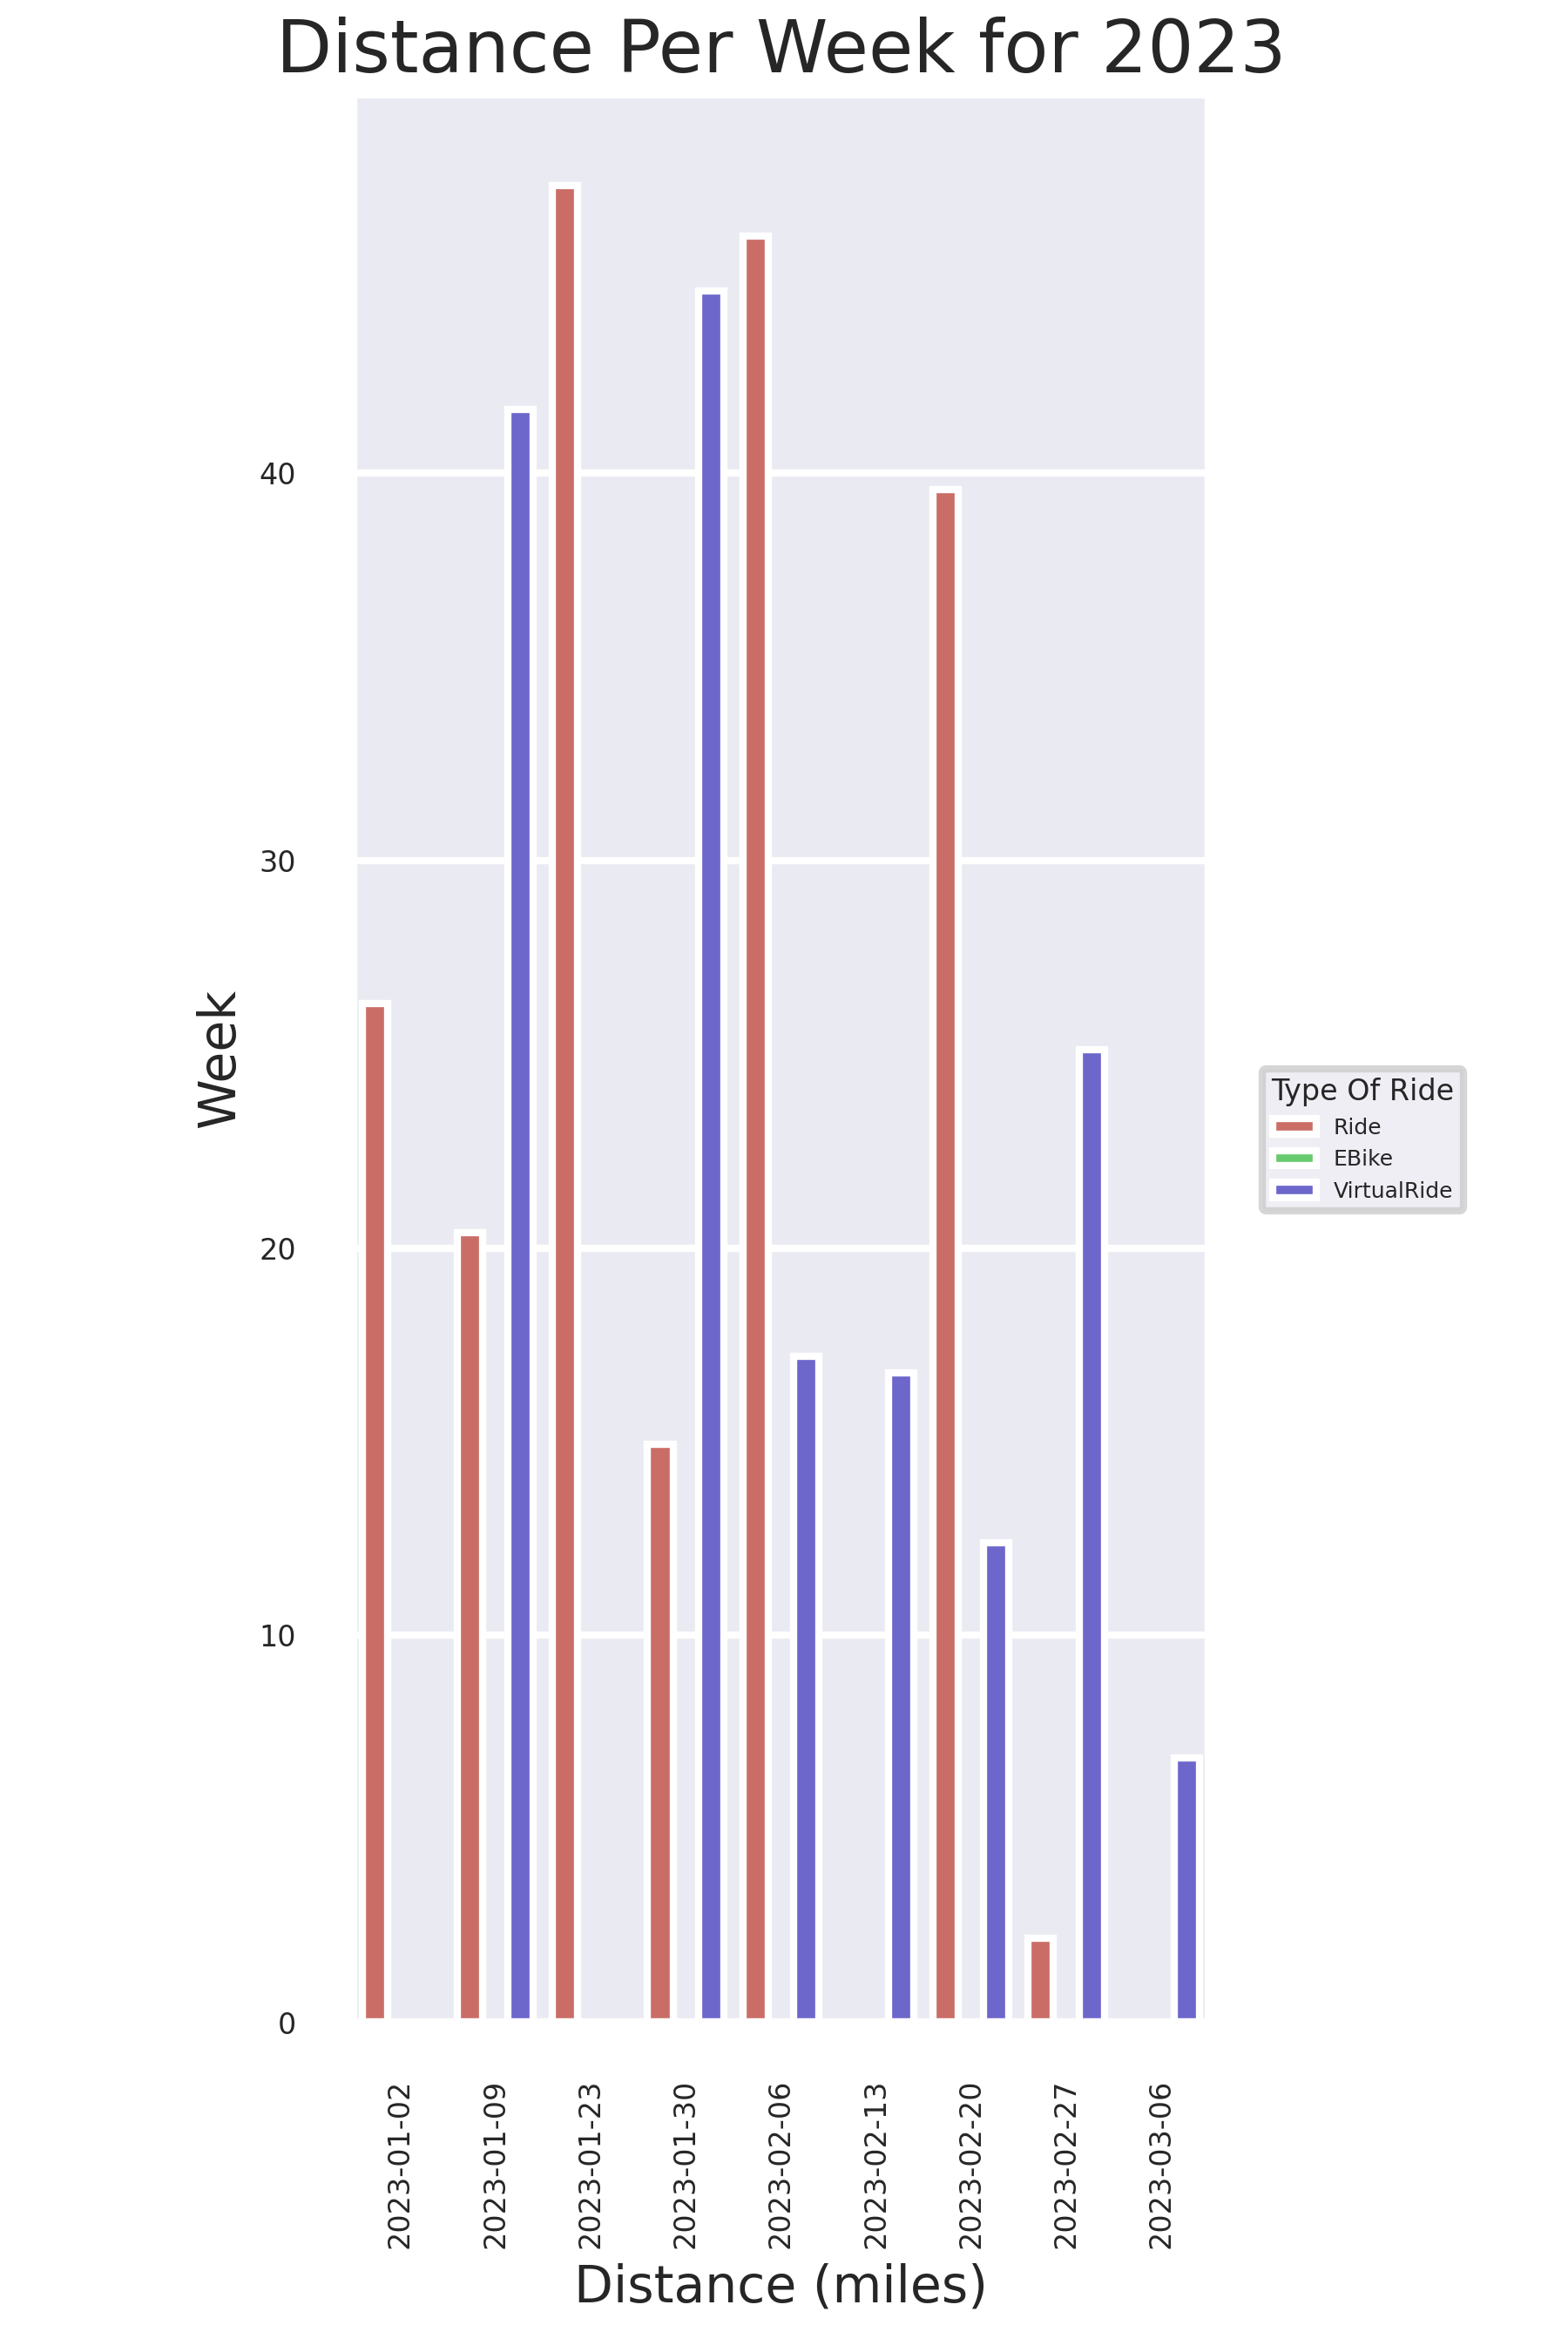 Distance Per Week for 2023
40
30
20
10
0
Week
Type Of Ride
Ride
EBike
VirtualRide
2023-01-02
2023-01-09
2023-01-23
2023-01-30
2023-02-06
2023-02-13
2023-02-20
2023-02-27
2023-03-06
Distance (miles)